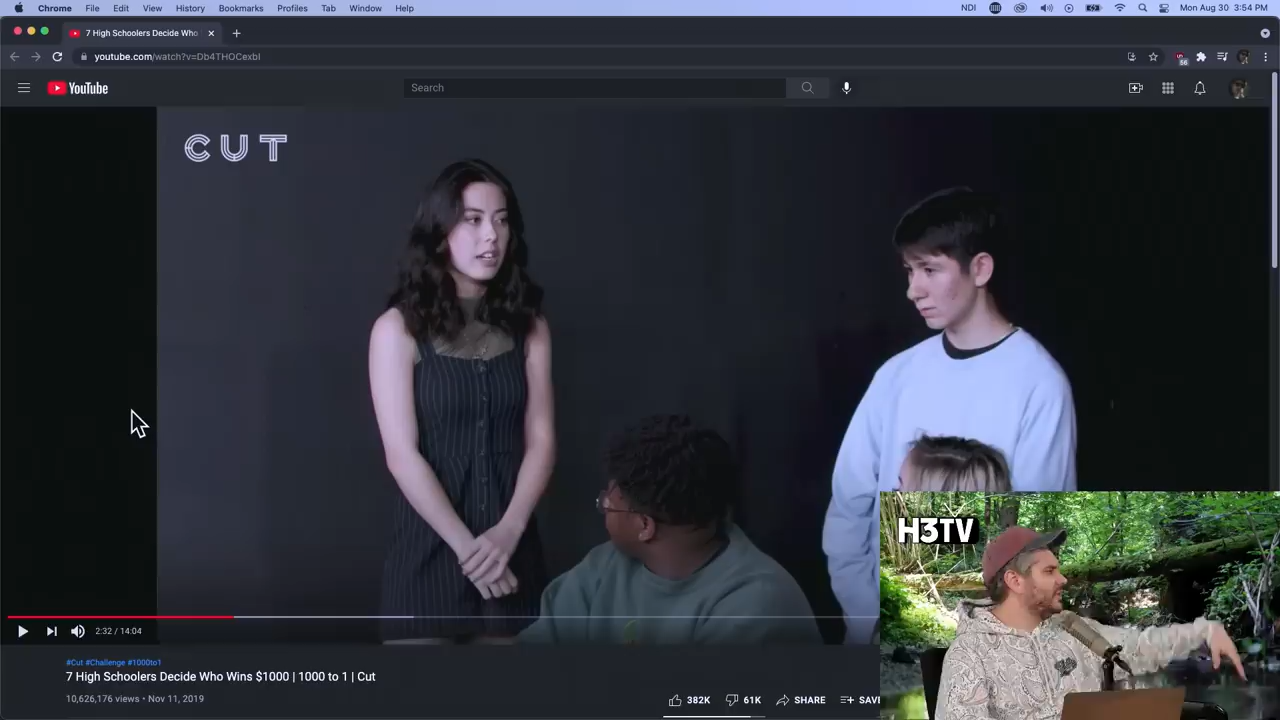 Chrome File Edit View History Bookmarks Profiles Tab Window Help NDI Mon Aug 30 3:54 PM
7 High Schoolers Decide Who
youtube.com/watch?v=Db4THOCexbI
56
YouTube
Search
CUT
H3TV
2:32 / 14:04
#Cut #Challenge #1000to1
7 High Schoolers Decide Who Wins $1000 | 1000 to 1 | Cut
10,626,176 views • Nov 11, 2019 382K 61K SHARE SAVE